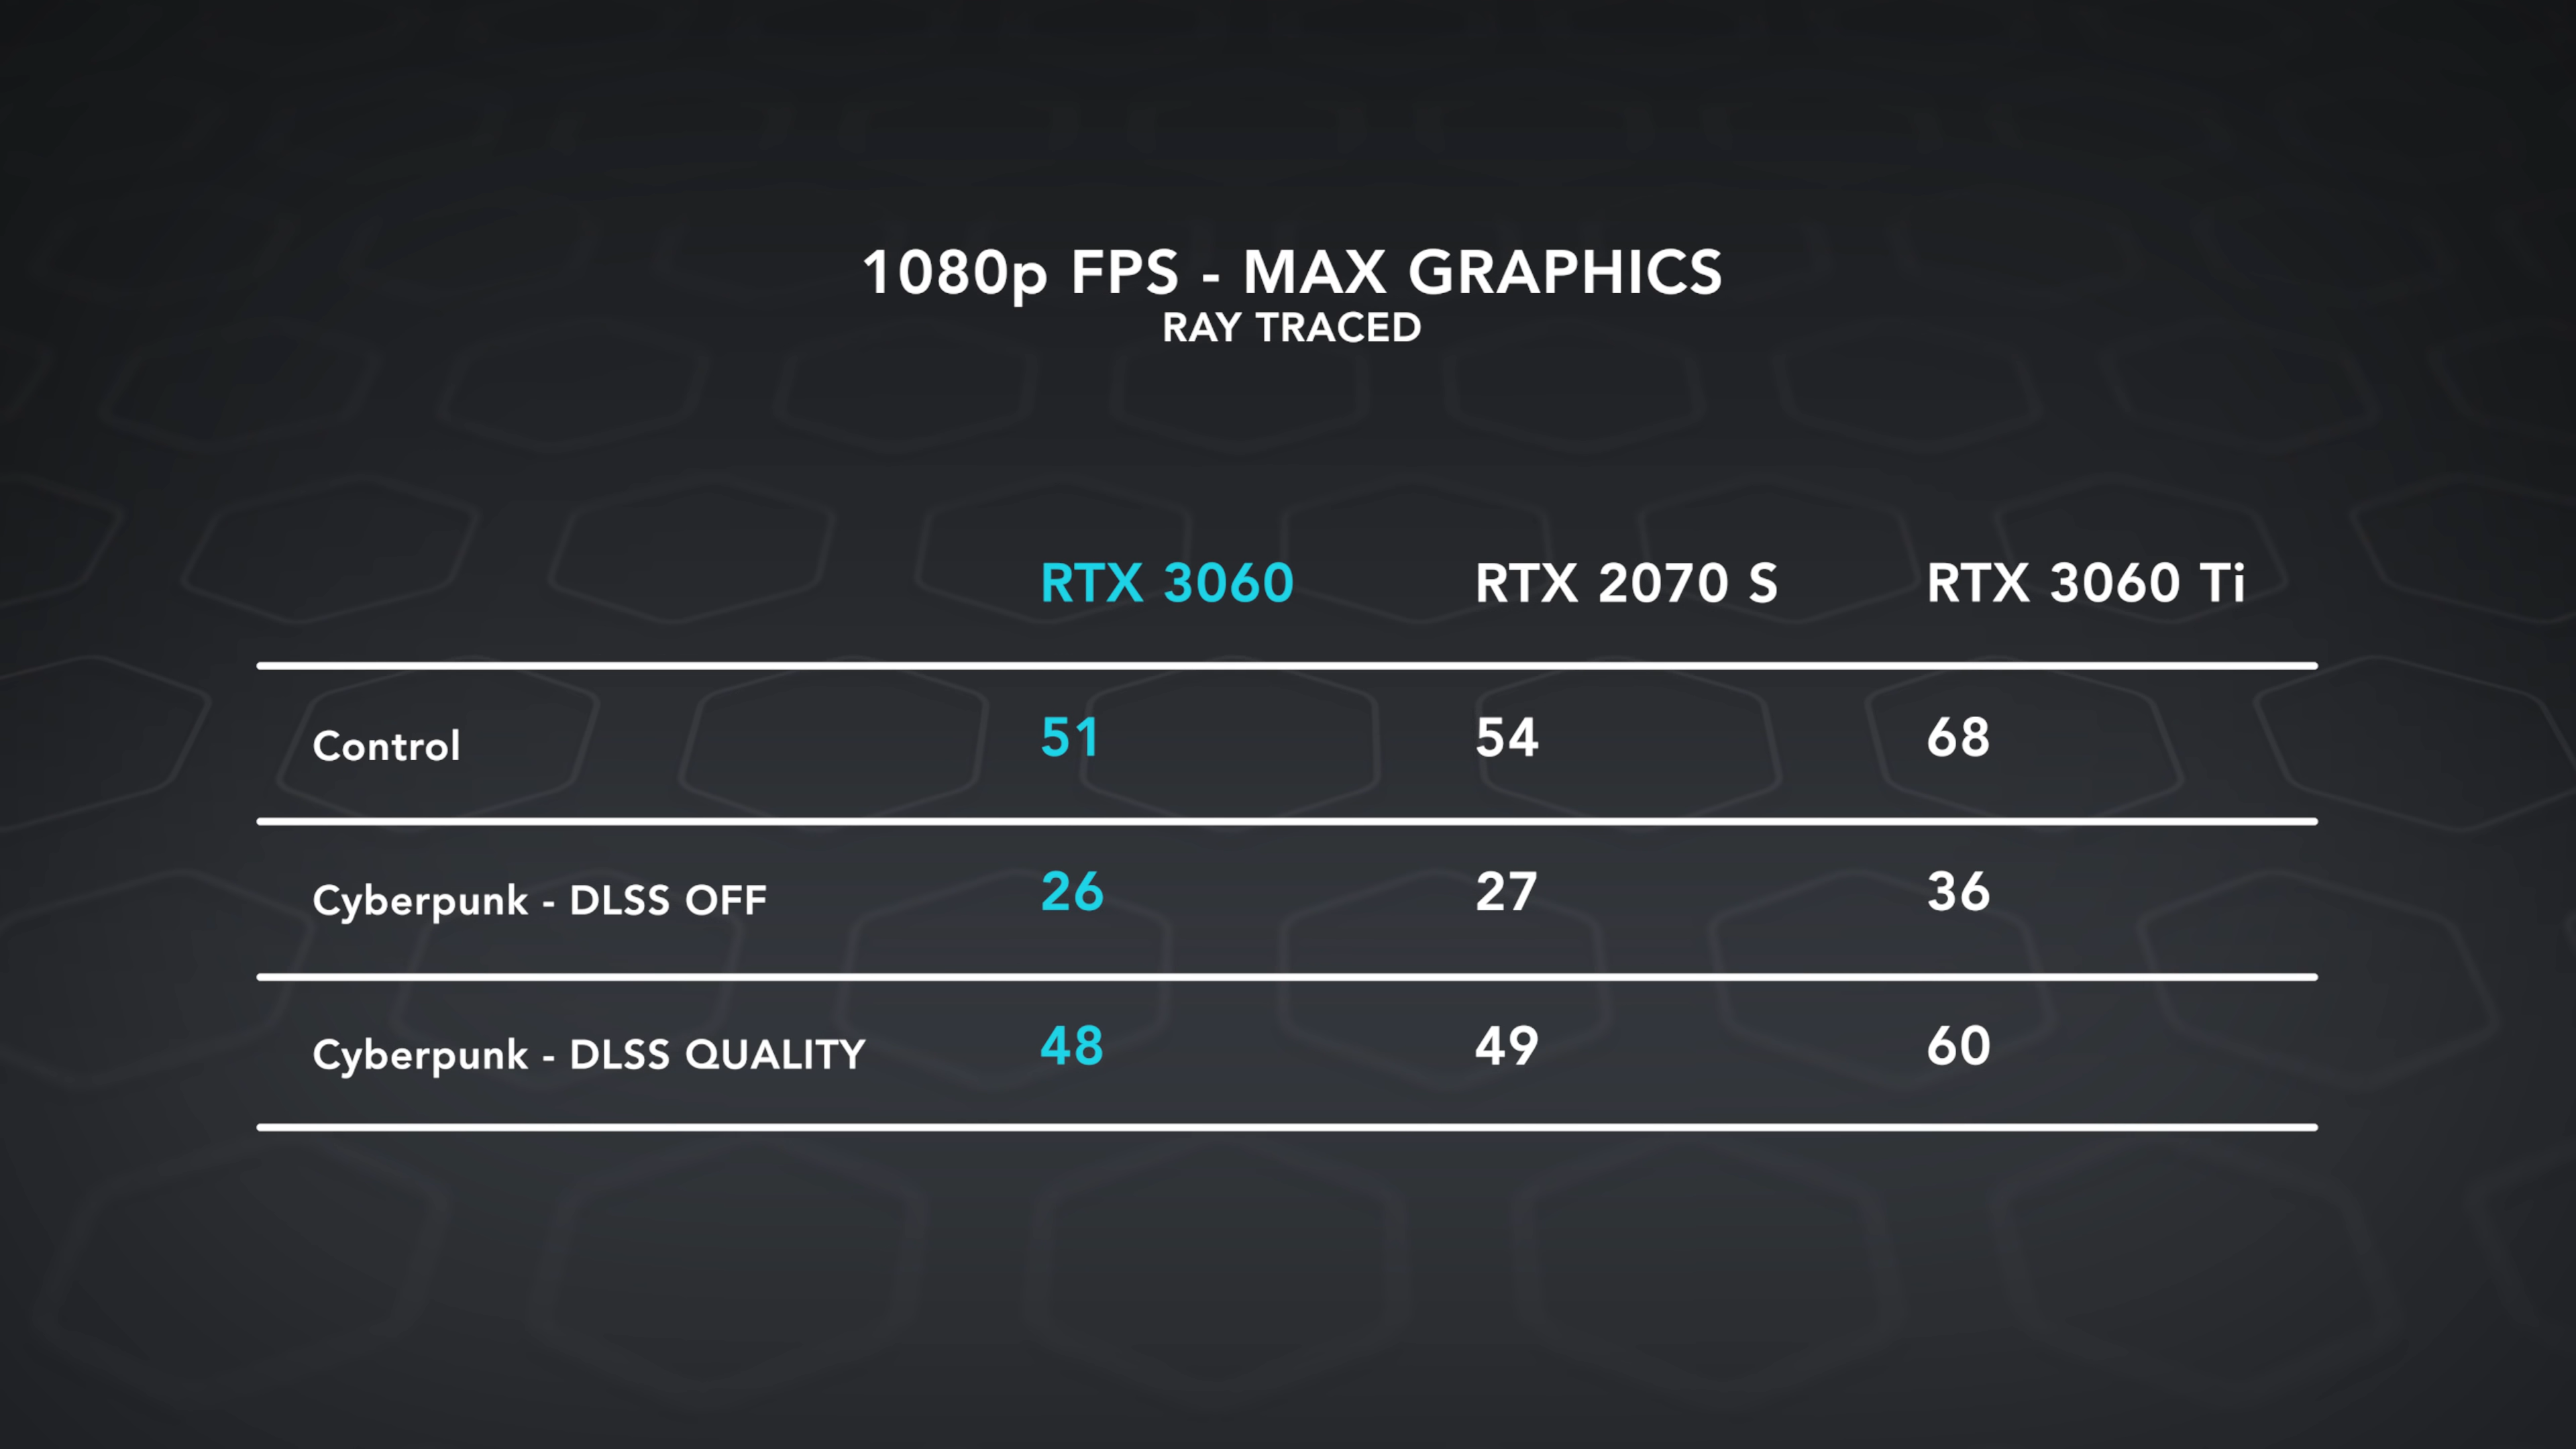 1080p FPS - MAX GRAPHICS
RAY TRACED
RTX 3060 RTX 2070 S RTX 3060 Ti
Control 51 54 68
Cyberpunk - DLSS OFF 26 27 36
Cyberpunk - DLSS QUALITY 48 49 60